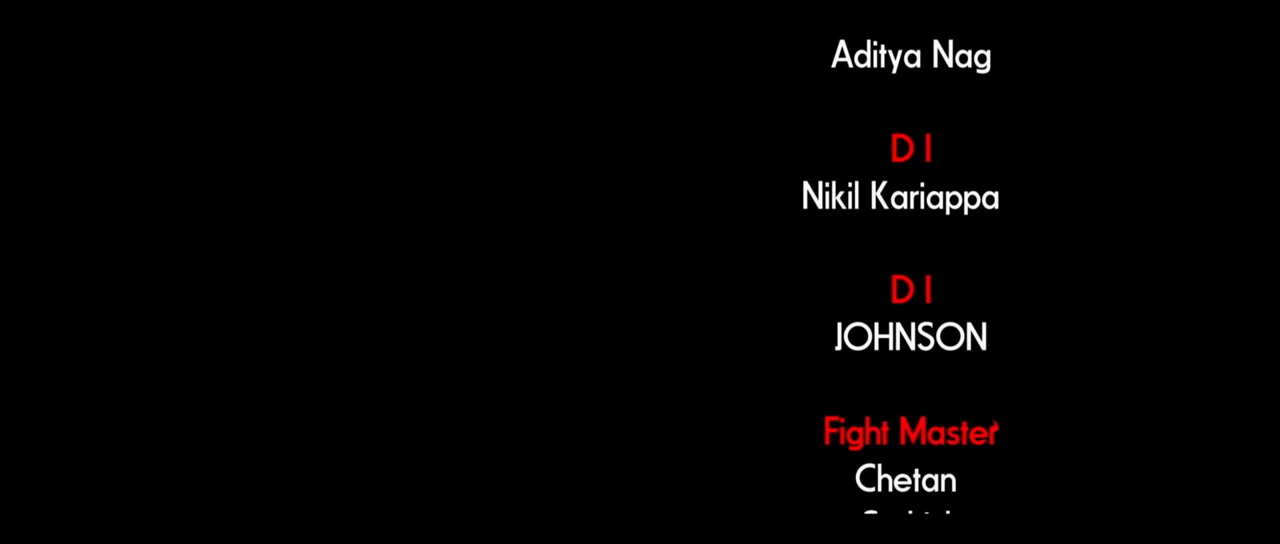 Aditya Nag
D I
Nikil Kariappa
D I
JOHNSON
Fight Master
Chetan